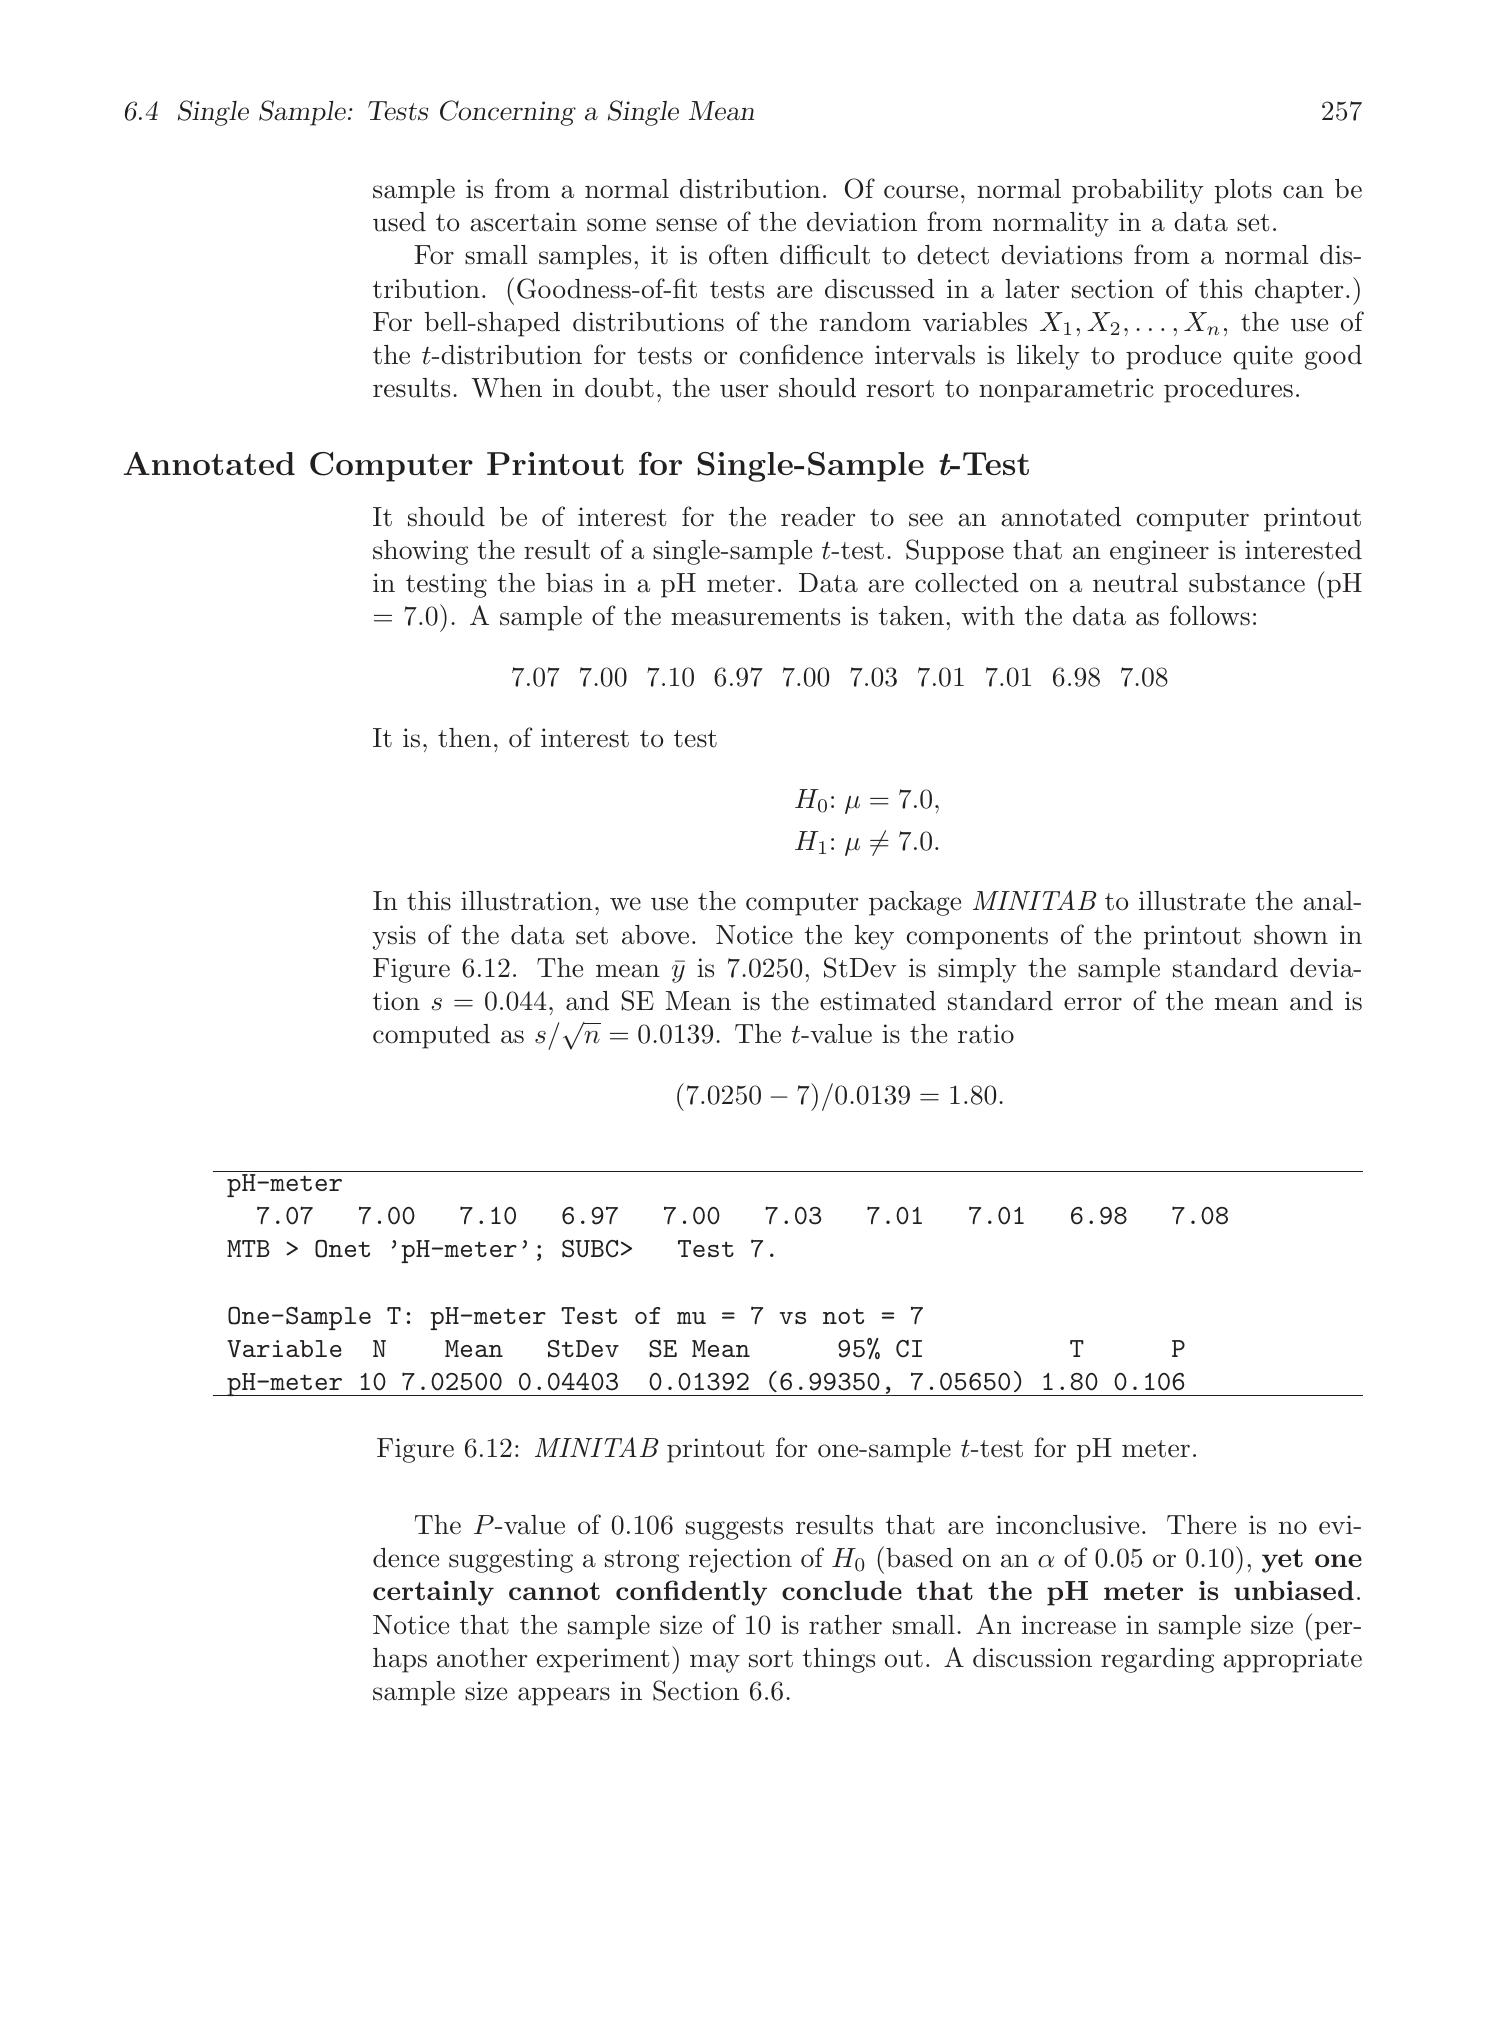 6.4 Single Sample: Tests Concerning a Single Mean 257
sample is from a normal distribution. Of course, normal probability plots can be
used to ascertain some sense of the deviation from normality in a data set.
For small samples, it is often difficult to detect deviations from a normal dis-
tribution. (Goodness-of-fit tests are discussed in a later section of this chapter.)
For bell-shaped distributions of the random variables X₁, X₂, . . . , Xₙ, the use of
the t-distribution for tests or confidence intervals is likely to produce quite good
results. When in doubt, the user should resort to nonparametric procedures.
Annotated Computer Printout for Single-Sample t-Test
It should be of interest for the reader to see an annotated computer printout
showing the result of a single-sample t-test. Suppose that an engineer is interested
in testing the bias in a pH meter. Data are collected on a neutral substance (pH
= 7.0). A sample of the measurements is taken, with the data as follows:
7.07 7.00 7.10 6.97 7.00 7.03 7.01 7.01 6.98 7.08
It is, then, of interest to test
H₀: μ = 7.0,
H₁: μ ≠ 7.0.
In this illustration, we use the computer package MINITAB to illustrate the anal-
ysis of the data set above. Notice the key components of the printout shown in
Figure 6.12. The mean ȳ is 7.0250, StDev is simply the sample standard devia-
tion s = 0.044, and SE Mean is the estimated standard error of the mean and is
computed as s/√n = 0.0139. The t-value is the ratio
(7.0250 − 7)/0.0139 = 1.80.
pH-meter
7.07 7.00 7.10 6.97 7.00 7.03 7.01 7.01 6.98 7.08
MTB > Onet ’pH-meter’; SUBC> Test 7.
One-Sample T: pH-meter Test of mu = 7 vs not = 7
Variable N Mean StDev SE Mean 95% CI T P
pH-meter 10 7.02500 0.04403 0.01392 (6.99350, 7.05650) 1.80 0.106
Figure 6.12: MINITAB printout for one-sample t-test for pH meter.
The P-value of 0.106 suggests results that are inconclusive. There is no evi-
dence suggesting a strong rejection of H₀ (based on an α of 0.05 or 0.10), yet one
certainly cannot confidently conclude that the pH meter is unbiased.
Notice that the sample size of 10 is rather small. An increase in sample size (per-
haps another experiment) may sort things out. A discussion regarding appropriate
sample size appears in Section 6.6.